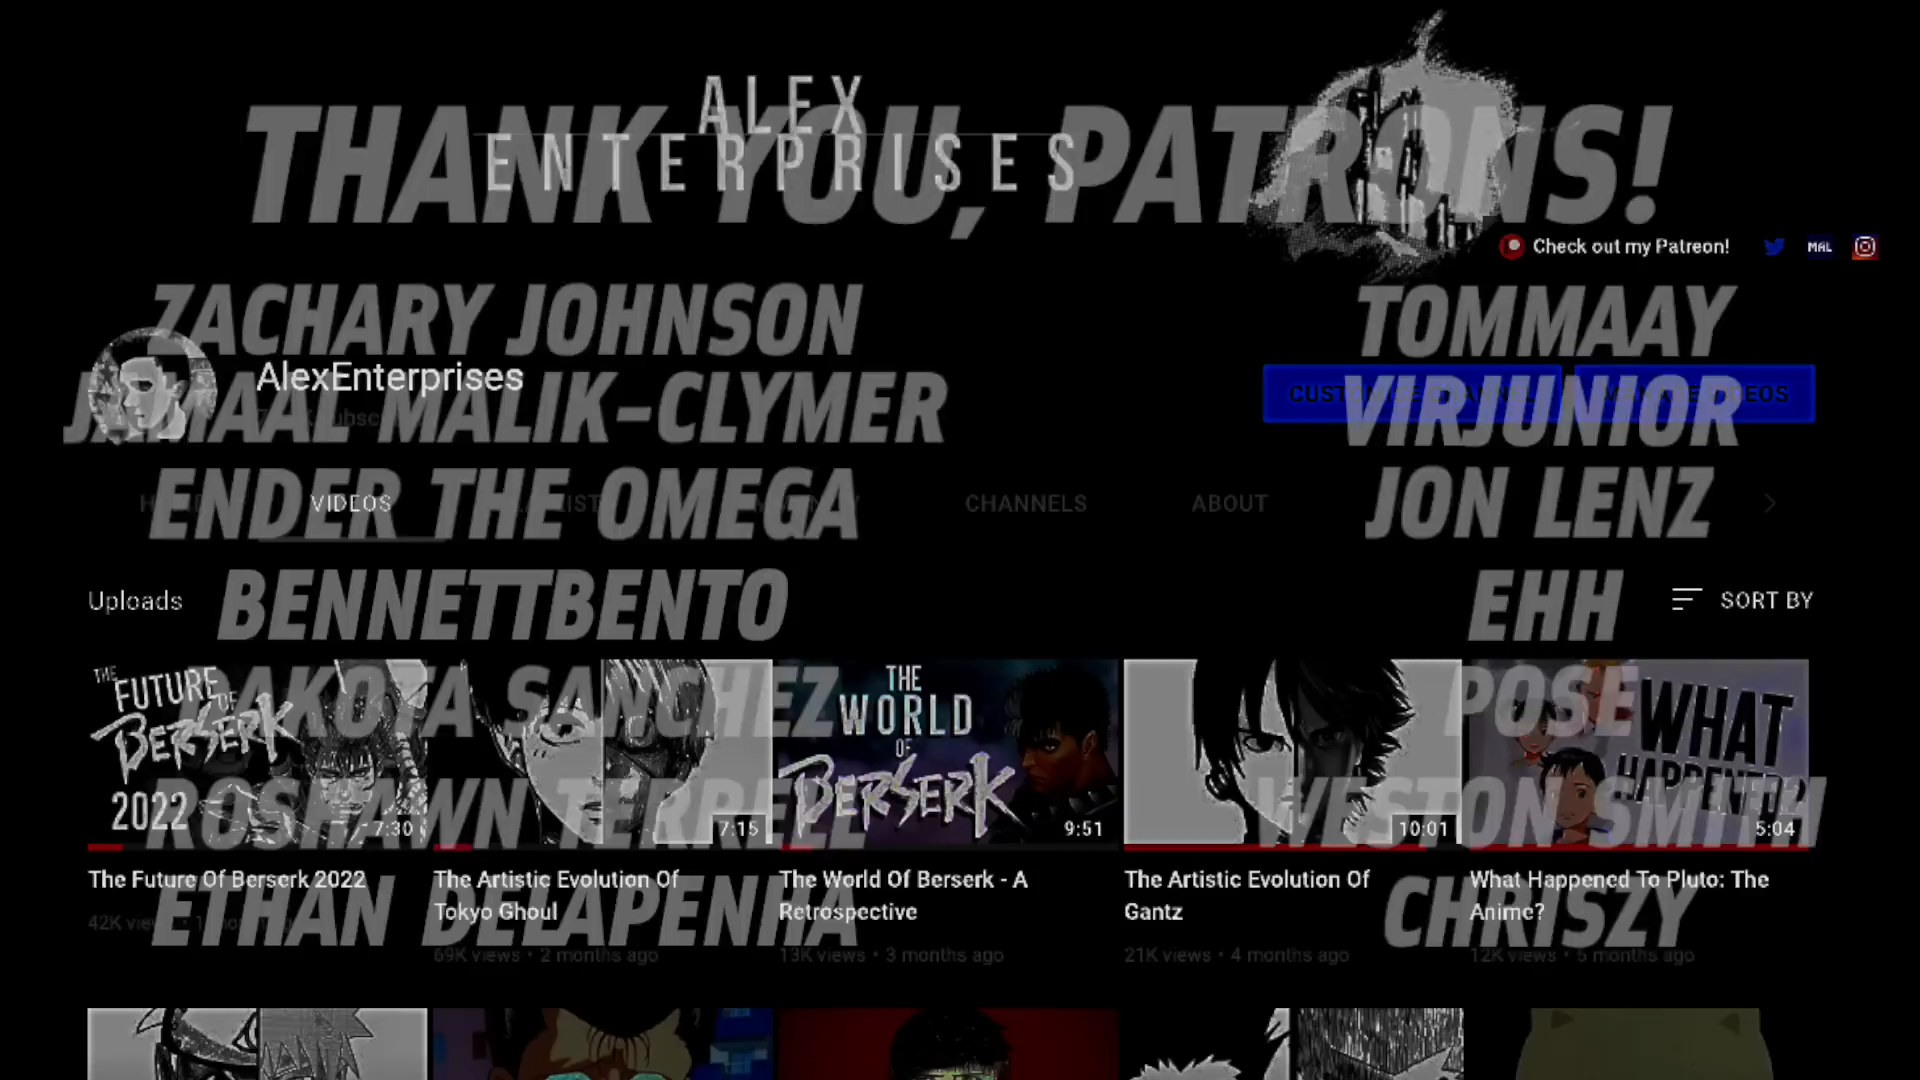 ALEX
ENTERPRISES
THANK YOU, PATRONS!
Check out my Patreon!
MAL
ZACHARY JOHNSON
TOMMAAY
AlexEnterprises
JAMAAL MALIK-CLYMER
VIRJUNIOR
ENDER THE OMEGA
JON LENZ
VIDEOS
CHANNELS
ABOUT
BENNETTBENTO
EHH
Uploads
SORT BY
DAKOTA SANCHEZ
POSE
ROSHAWN TERRELL
WESTON SMITH
ETHAN DELAPENHA
CHRISZY
THE
FUTURE
OF
BERSERK
2022
7:30
7:15
THE
WORLD
OF
BERSERK
9:51
10:01
WHAT
HAPPENED?
5:04
The Future Of Berserk 2022
42K views
The Artistic Evolution Of
Tokyo Ghoul
69K views • 2 months ago
The World Of Berserk - A
Retrospective
13K views • 3 months ago
The Artistic Evolution Of
Gantz
21K views • 4 months ago
What Happened To Pluto: The
Anime?
12K views • 5 months ago